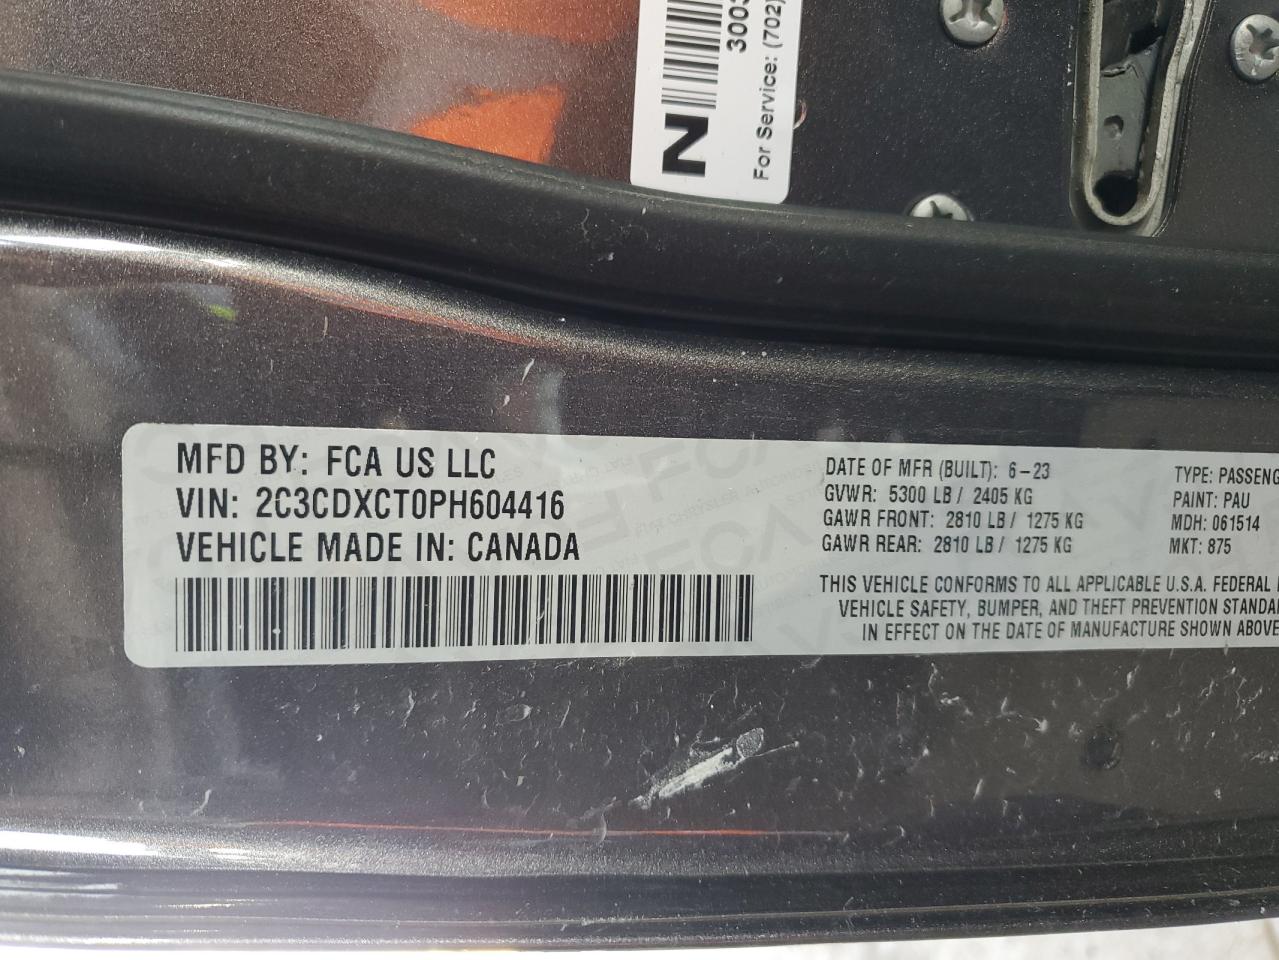 N
3003
For Service: (702)
MFD BY: FCA US LLC
VIN: 2C3CDXCT0PH604416
VEHICLE MADE IN: CANADA
DATE OF MFR (BUILT): 6-23
GVWR: 5300 LB / 2405 KG
GAWR FRONT: 2810 LB / 1275 KG
GAWR REAR: 2810 LB / 1275 KG
TYPE: PASSENG
PAINT: PAU
MDH: 061514
MKT: 875
THIS VEHICLE CONFORMS TO ALL APPLICABLE U.S.A. FEDERAL
VEHICLE SAFETY, BUMPER, AND THEFT PREVENTION STANDA
IN EFFECT ON THE DATE OF MANUFACTURE SHOWN ABOVE